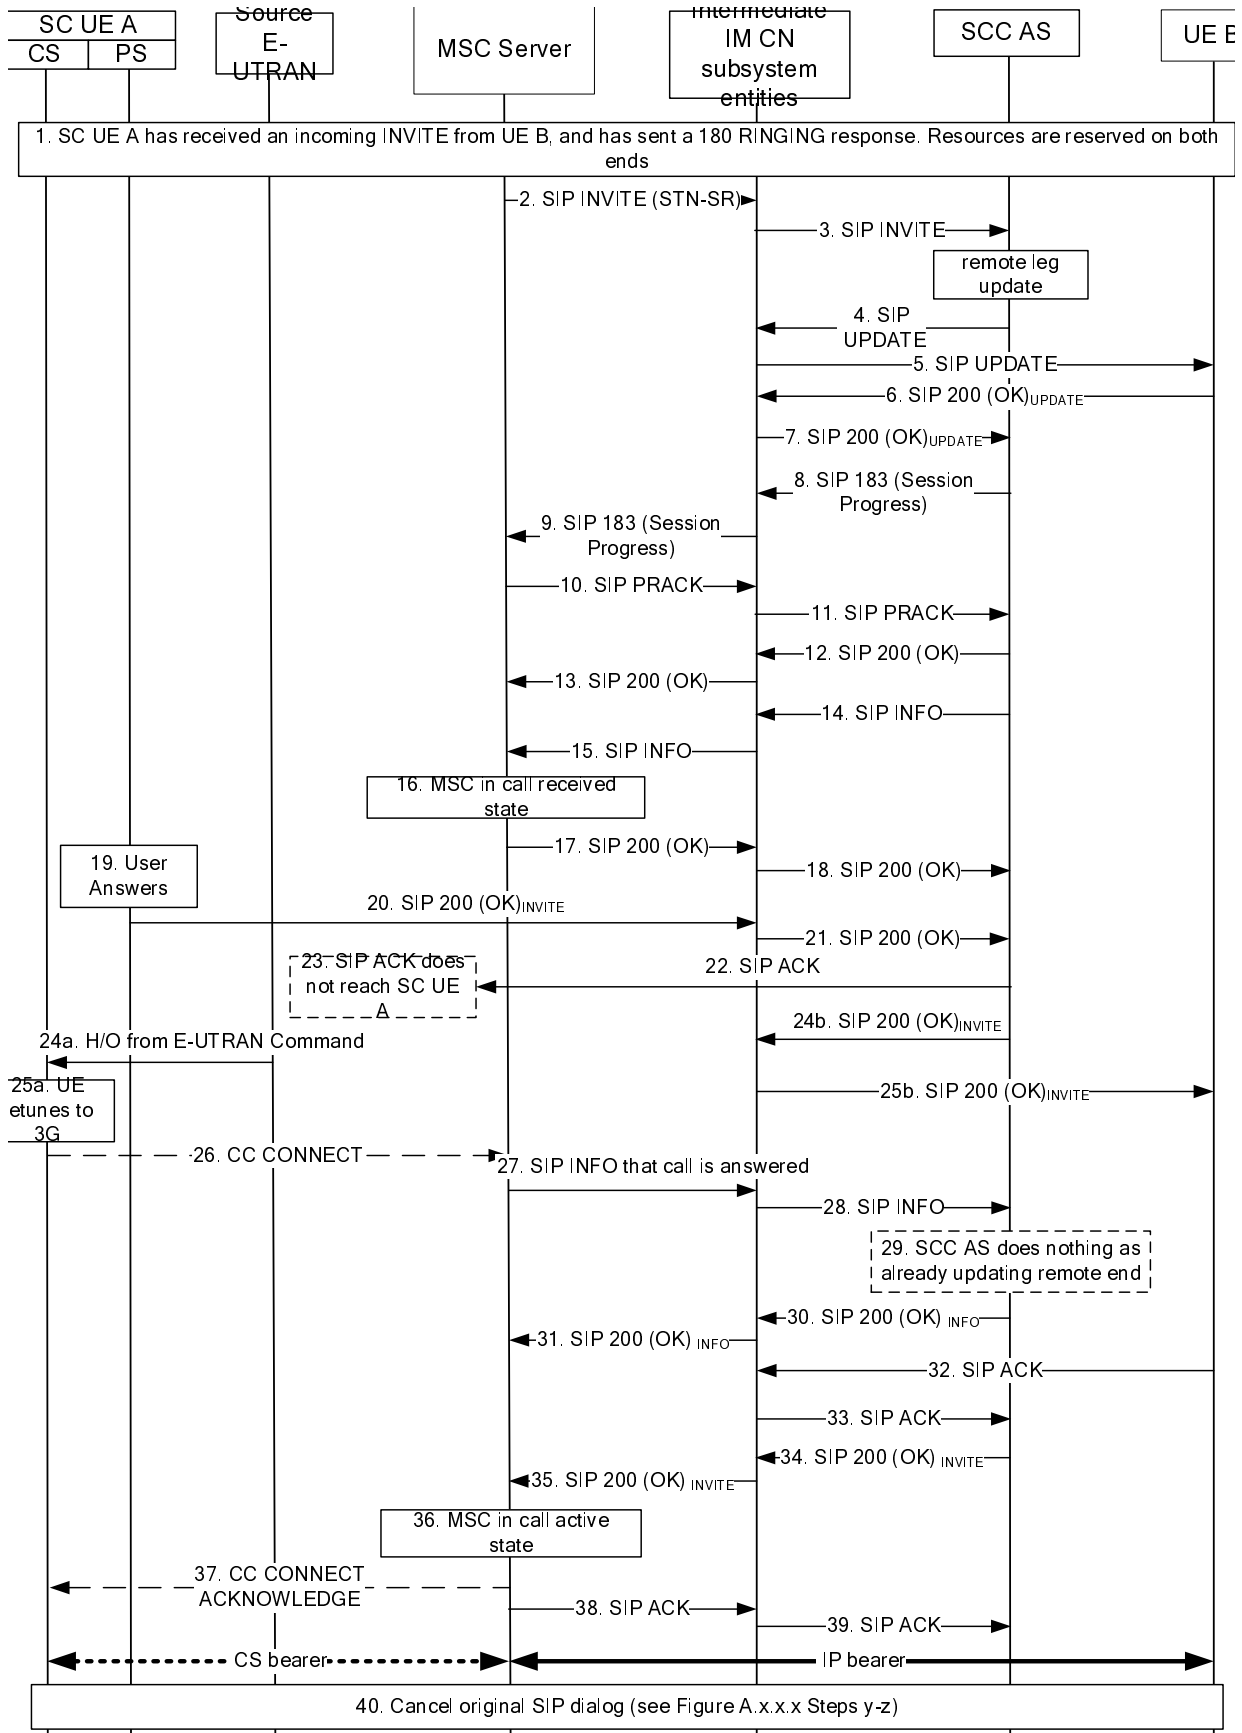 SC UE A
CS
PS
Source
E-
UTRAN
MSC Server
Intermediate
IM CN
subsystem
entities
SCC AS
UE B
1. SC UE A has received an incoming INVITE from UE B, and has sent a 180 RINGING response. Resources are reserved on both
ends
2. SIP INVITE (STN-SR)
3. SIP INVITE
remote leg
update
4. SIP
UPDATE
5. SIP UPDATE
6. SIP 200 (OK)UPDATE
7. SIP 200 (OK)UPDATE
8. SIP 183 (Session
Progress)
9. SIP 183 (Session
Progress)
10. SIP PRACK
11. SIP PRACK
12. SIP 200 (OK)
13. SIP 200 (OK)
14. SIP INFO
15. SIP INFO
16. MSC in call received
state
17. SIP 200 (OK)
18. SIP 200 (OK)
19. User
Answers
20. SIP 200 (OK)INVITE
21. SIP 200 (OK)
22. SIP ACK
23. SIP ACK does
not reach SC UE
A
24b. SIP 200 (OK)INVITE
24a. H/O from E-UTRAN Command
25a. UE
etunes to
3G
25b. SIP 200 (OK)INVITE
26. CC CONNECT
27. SIP INFO that call is answered
28. SIP INFO
29. SCC AS does nothing as
already updating remote end
30. SIP 200 (OK) INFO
31. SIP 200 (OK) INFO
32. SIP ACK
33. SIP ACK
34. SIP 200 (OK) INVITE
35. SIP 200 (OK) INVITE
36. MSC in call active
state
37. CC CONNECT
ACKNOWLEDGE
38. SIP ACK
39. SIP ACK
CS bearer
IP bearer
40. Cancel original SIP dialog (see Figure A.x.x.x Steps y-z)